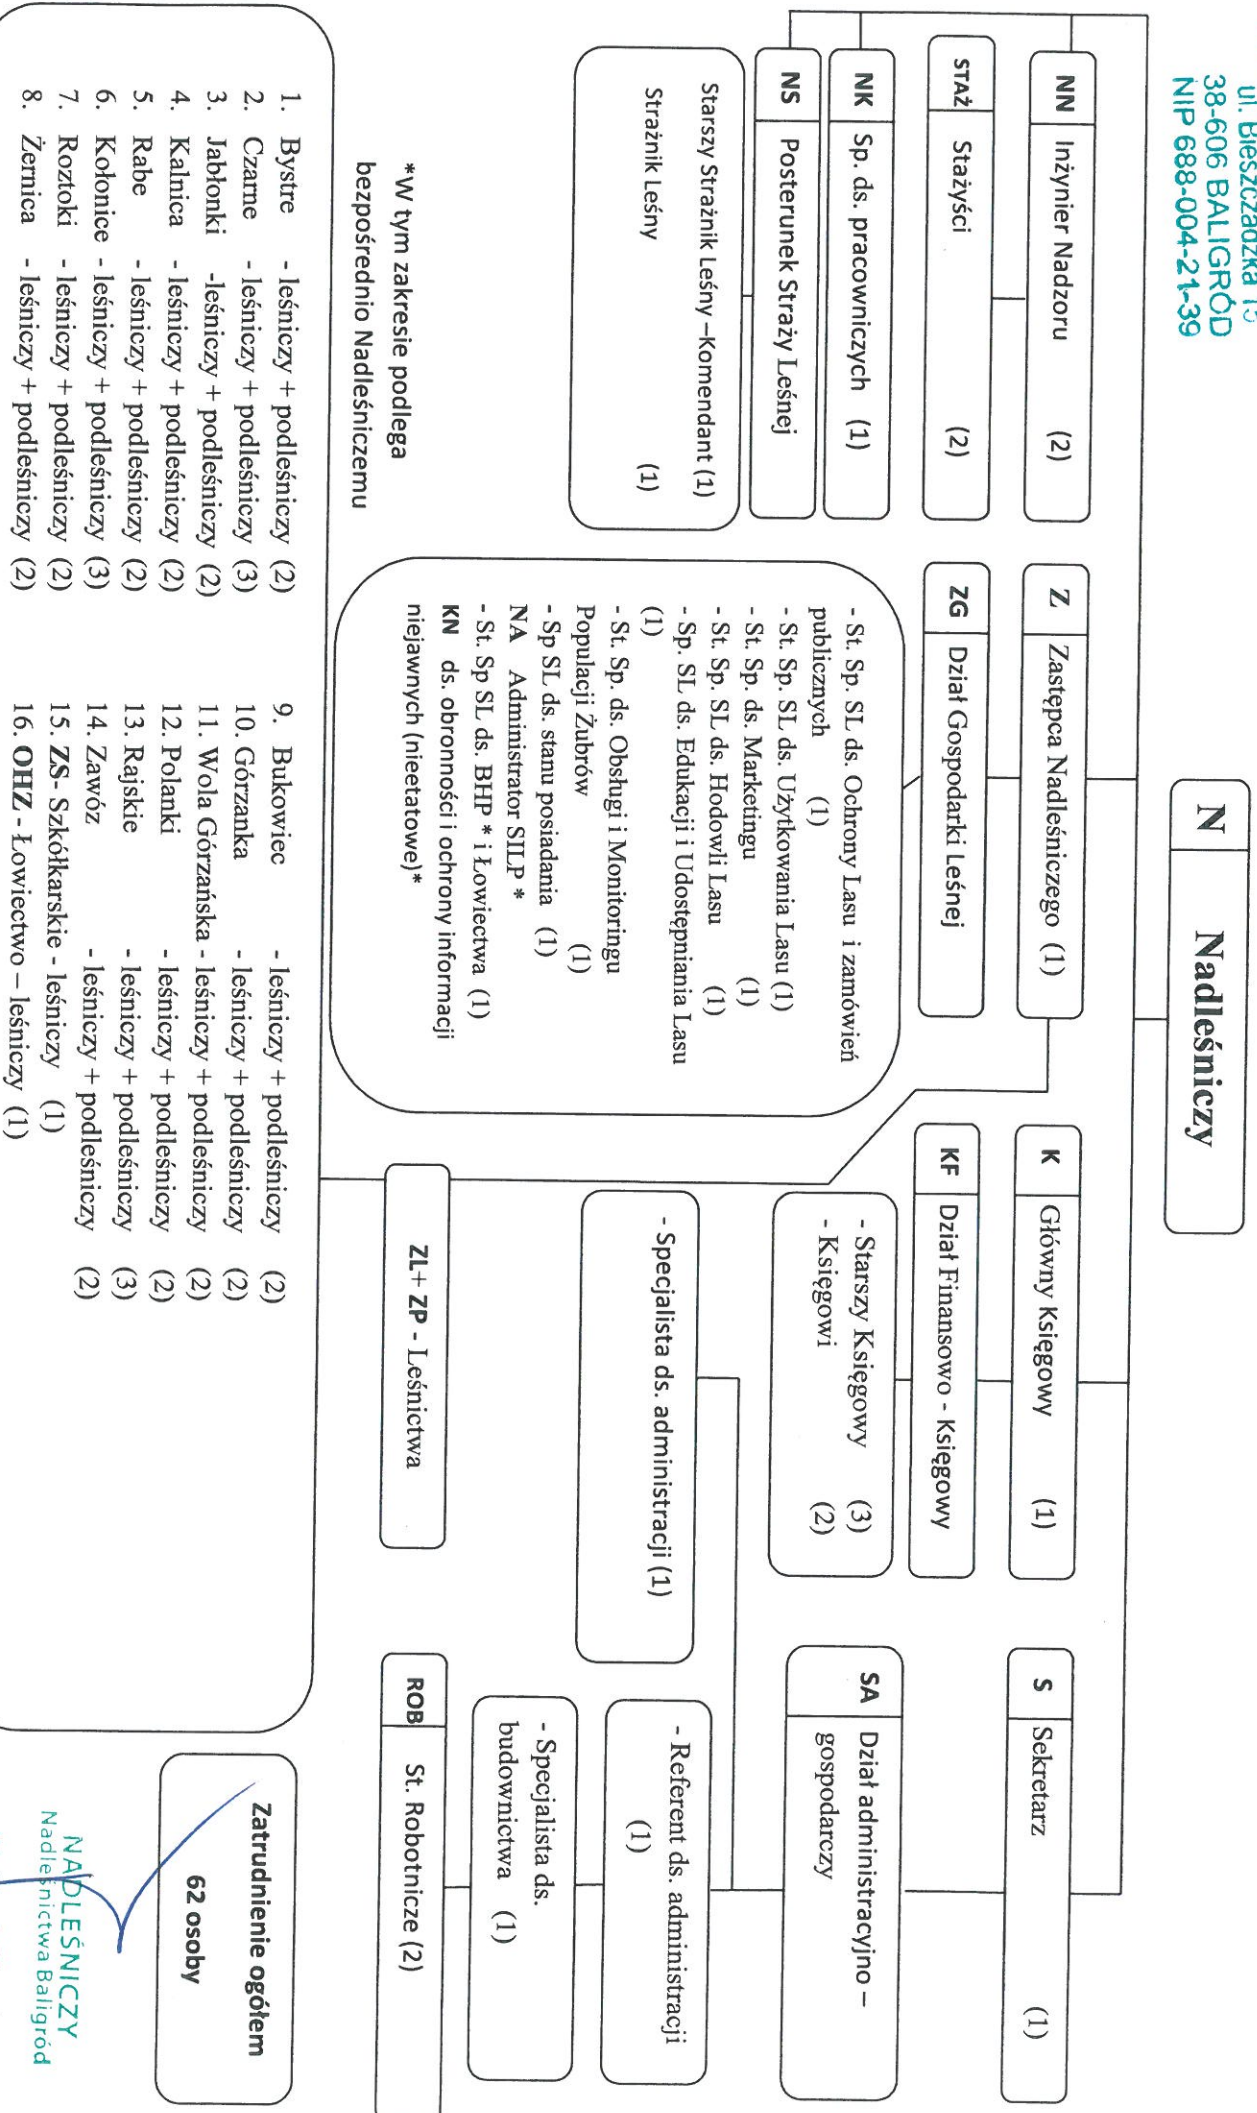 ul. Bieszczadzka 15
38-606 BALIGRÓD
NIP 688-004-21-39
N Nadleśniczy
NN Inżynier Nadzoru (2)
STAŻ Stażyści (2)
NK Sp. ds. pracowniczych (1)
NS Posterunek Straży Leśnej
Starszy Strażnik Leśny –Komendant (1)
Strażnik Leśny (1)
*W tym zakresie podlega
bezpośrednio Nadleśniczemu
Z Zastępca Nadleśniczego (1)
ZG Dział Gospodarki Leśnej
- St. Sp. SL ds. Ochrony Lasu i zamówień
publicznych (1)
- St. Sp. SL ds. Użytkowania Lasu (1)
- St. Sp. ds. Marketingu (1)
- St. Sp. SL ds. Hodowli Lasu (1)
- Sp. SL ds. Edukacji i Udostępniania Lasu
(1)
- St. Sp. ds. Obsługi i Monitoringu
Populacji Żubrów (1)
- Sp SL ds. stanu posiadania (1)
NA Administrator SILP *
- St. Sp SL ds. BHP * i Łowiectwa (1)
KN ds. obronności i ochrony informacji
niejawnych (nieetatowe)*
K Główny Księgowy (1)
KF Dział Finansowo - Księgowy
- Starszy Księgowy (3)
- Księgowi (2)
S Sekretarz (1)
SA Dział administracyjno –
gospodarczy
- Specjalista ds. administracji (1)
- Referent ds. administracji
(1)
- Specjalista ds.
budownictwa (1)
ROB St. Robotnicze (2)
ZL+ ZP - Leśnictwa
1. Bystre - leśniczy + podleśniczy (2)
2. Czarne - leśniczy + podleśniczy (3)
3. Jabłonki -leśniczy + podleśniczy (2)
4. Kalnica - leśniczy + podleśniczy (2)
5. Rabe - leśniczy + podleśniczy (2)
6. Kołonice - leśniczy + podleśniczy (3)
7. Roztoki - leśniczy + podleśniczy (2)
8. Żernica - leśniczy + podleśniczy (2)
9. Bukowiec - leśniczy + podleśniczy (2)
10. Górzanka - leśniczy + podleśniczy (2)
11. Wola Górzańska - leśniczy + podleśniczy (2)
12. Polanki - leśniczy + podleśniczy (2)
13. Rajskie - leśniczy + podleśniczy (3)
14. Zawóz - leśniczy + podleśniczy (2)
15. ZS- Szkółkarskie - leśniczy (1)
16. OHZ - Łowiectwo – leśniczy (1)
Zatrudnienie ogółem
62 osoby
NADLEŚNICZY
Nadleśnictwa Baligród